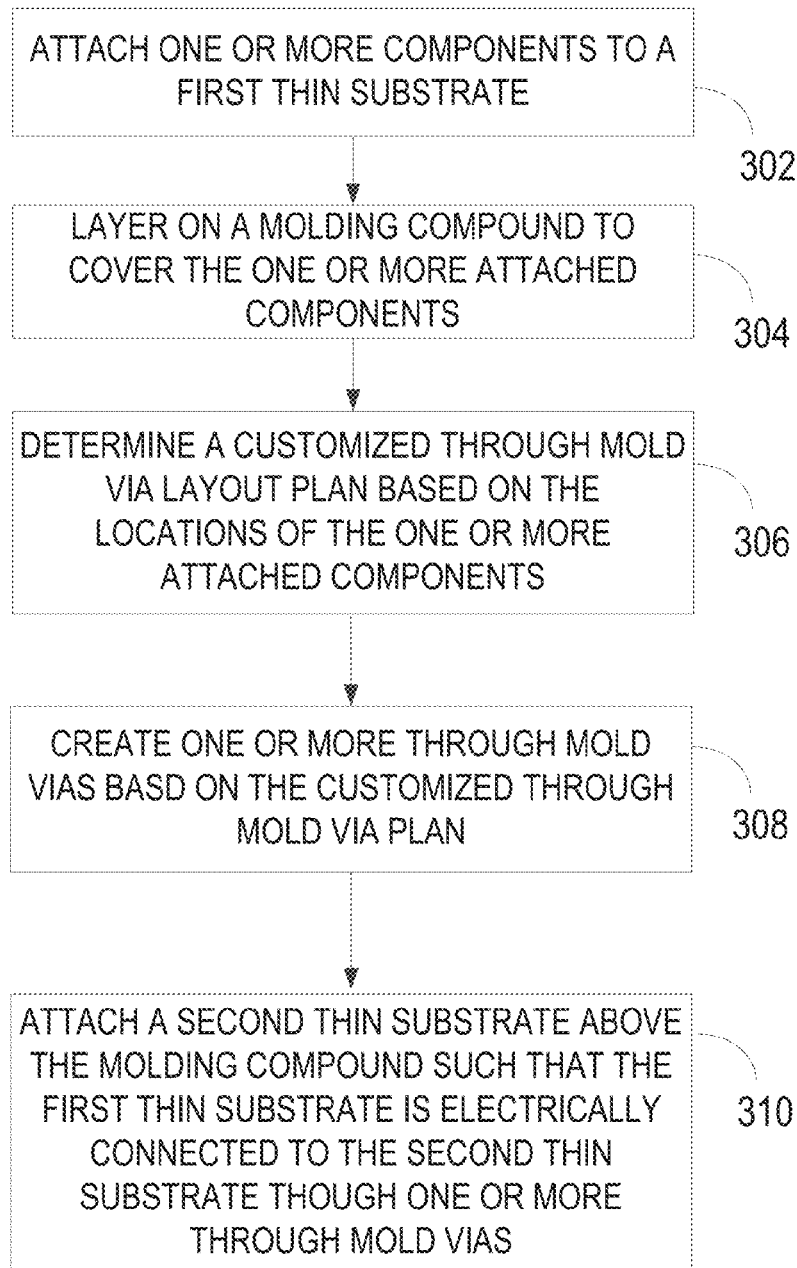 ATTACH ONE OR MORE COMPONENTS TO A
FIRST THIN SUBSTRATE
302
LAYER ON A MOLDING COMPOUND TO
COVER THE ONE OR MORE ATTACHED
COMPONENTS
304
DETERMINE A CUSTOMIZED THROUGH MOLD
VIA LAYOUT PLAN BASED ON THE
LOCATIONS OF THE ONE OR MORE
ATTACHED COMPONENTS
306
CREATE ONE OR MORE THROUGH MOLD
VIAS BASD ON THE CUSTOMIZED THROUGH
MOLD VIA PLAN
308
ATTACH A SECOND THIN SUBSTRATE ABOVE
THE MOLDING COMPOUND SUCH THAT THE
FIRST THIN SUBSTRATE IS ELECTRICALLY
CONNECTED TO THE SECOND THIN
SUBSTRATE THOUGH ONE OR MORE
THROUGH MOLD VIAS
310